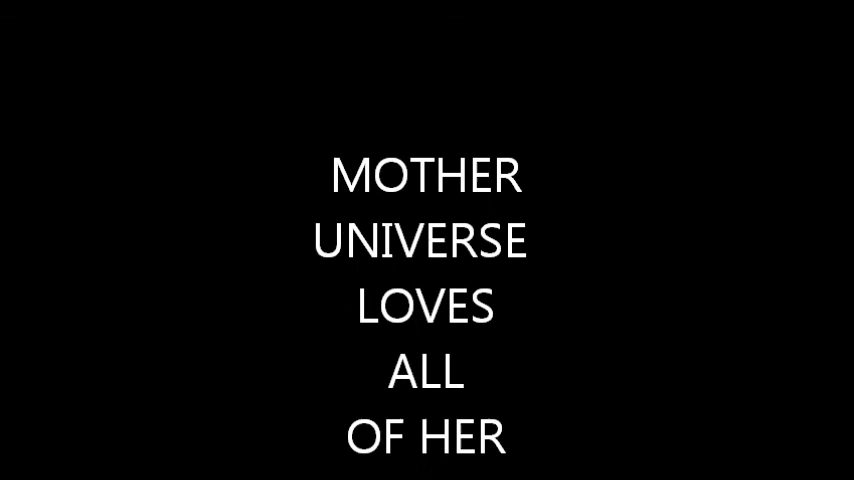 MOTHER
UNIVERSE
LOVES
ALL
OF HER